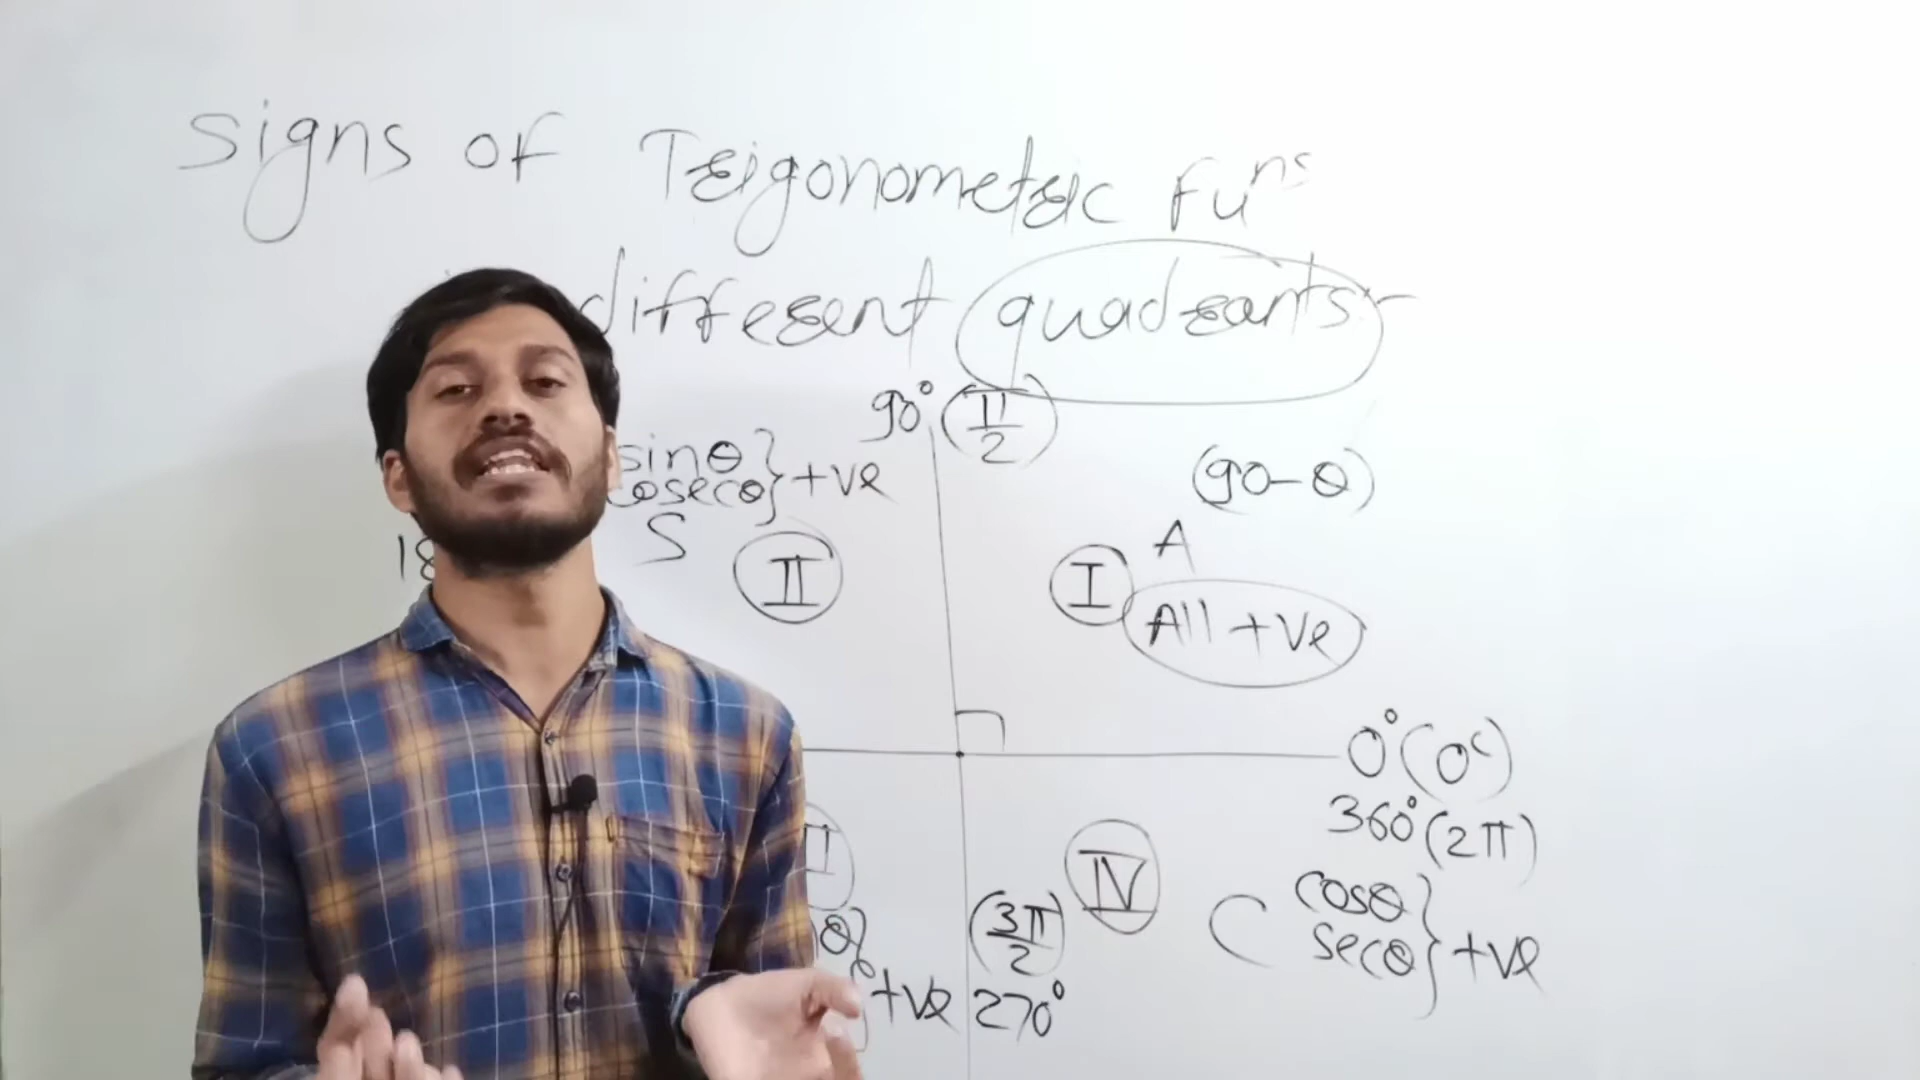 signs of Trigonometric Fuⁿˢ
different quadrants:-
90° (π/2)
sinθ
cosecθ } +ve
(90-θ)
S
A
18
II
I
All +ve
0° (0ᶜ)
360° (2π)
IV
(3π/2)
C
cosθ
secθ } +ve
θ
+ve
270°